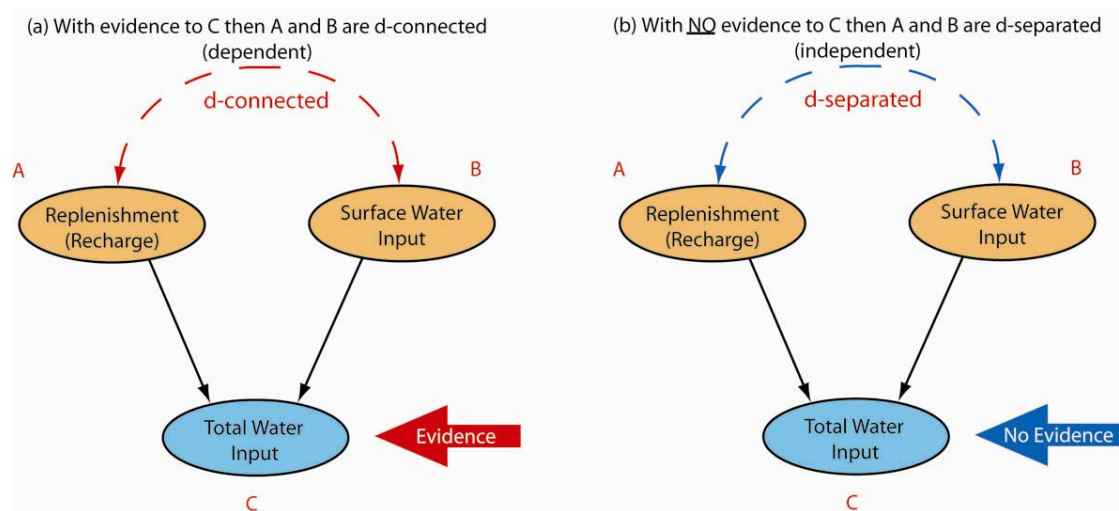 (a) With evidence to C then A and B are d-connected
(dependent)
d-connected
A
B
Replenishment
(Recharge)
Surface Water
Input
Total Water
Input
Evidence
C
(b) With NO evidence to C then A and B are d-separated
(independent)
d-separated
A
B
Replenishment
(Recharge)
Surface Water
Input
Total Water
Input
No Evidence
C